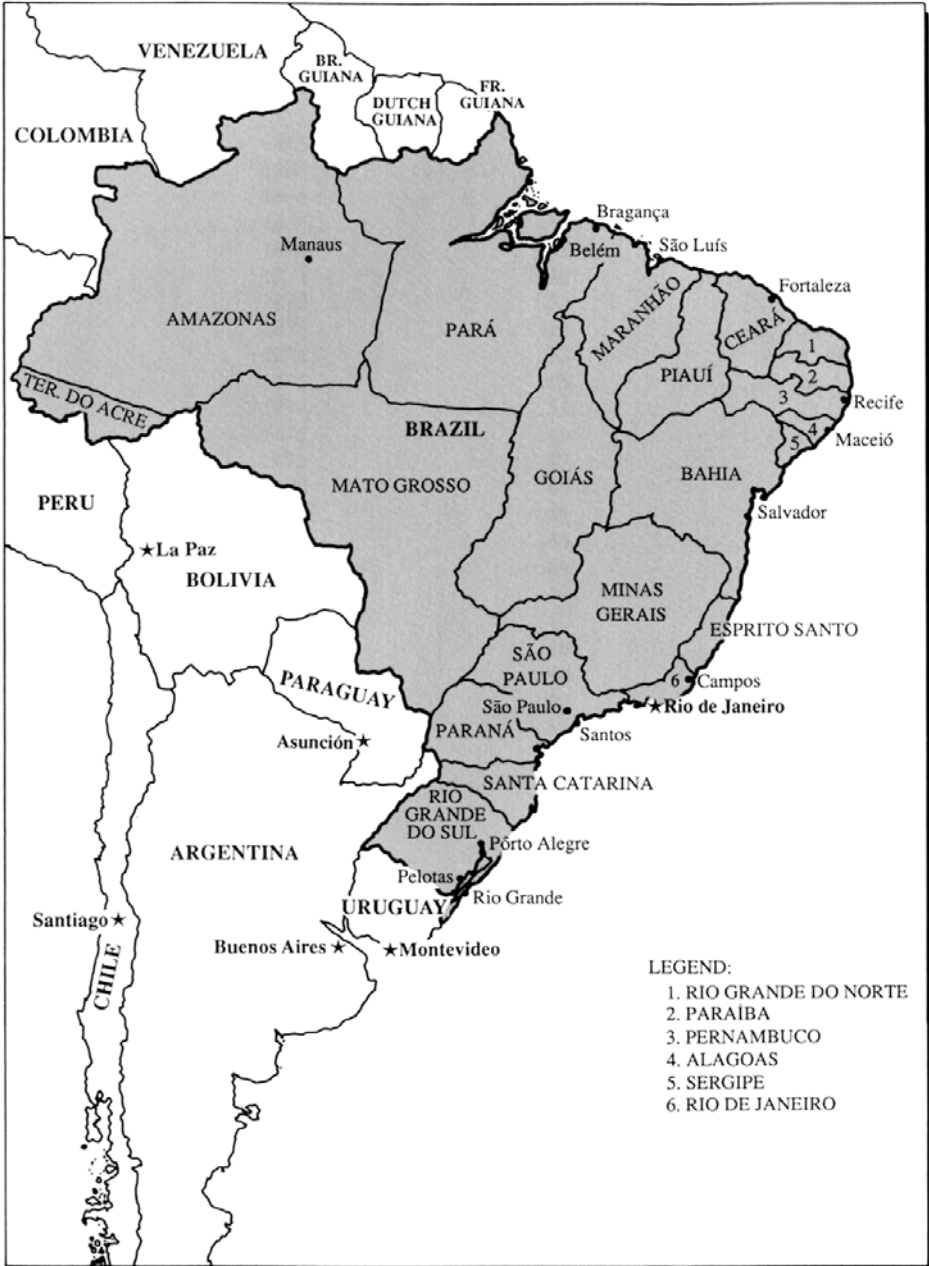 VENEZUELA
BR.
GUIANA
DUTCH
GUIANA
FR.
GUIANA
COLOMBIA
Bragança
Manaus
Belém
São Luís
Fortaleza
AMAZONAS
PARÁ
MARANHÃO
CEARÁ
1
PIAUÍ
2
TER. DO ACRE
3
Recife
BRAZIL
4
Maceió
5
PERU
MATO GROSSO
GOIÁS
BAHIA
Salvador
La Paz
BOLIVIA
MINAS
GERAIS
ESPRITO SANTO
SÃO
PAULO
PARAGUAY
6
Campos
São Paulo
Rio de Janeiro
PARANÁ
Santos
Asunción
SANTA CATARINA
RIO
GRANDE
DO SUL
Pôrto Alegre
ARGENTINA
Pelotas
Rio Grande
URUGUAY
Santiago
Buenos Aires
Montevideo
CHILE
LEGEND:
1. RIO GRANDE DO NORTE
2. PARAÍBA
3. PERNAMBUCO
4. ALAGOAS
5. SERGIPE
6. RIO DE JANEIRO